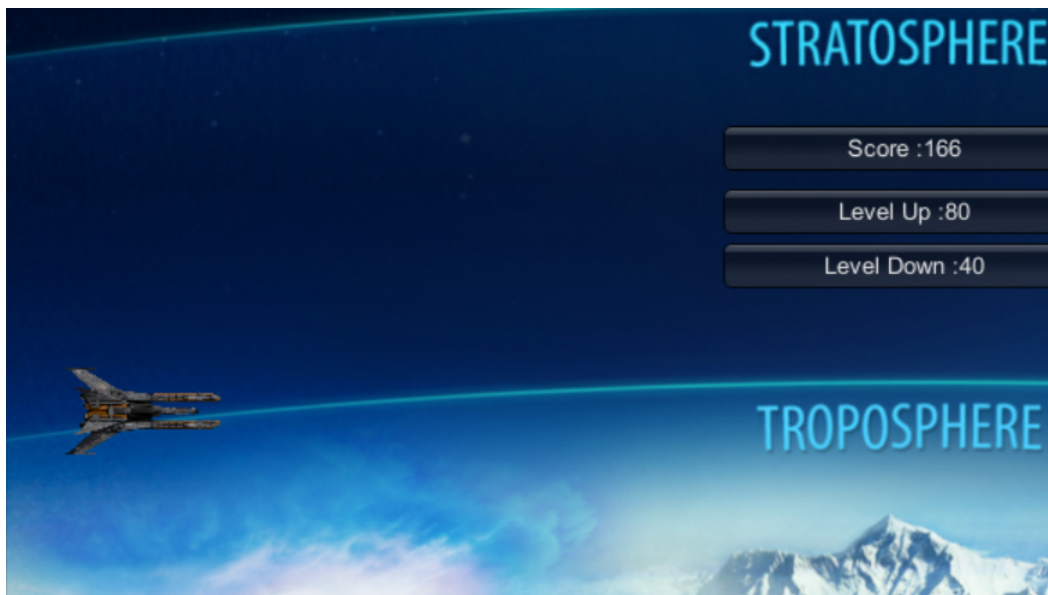 STRATOSPHERE
Score :166
Level Up :80
Level Down :40
TROPOSPHERE